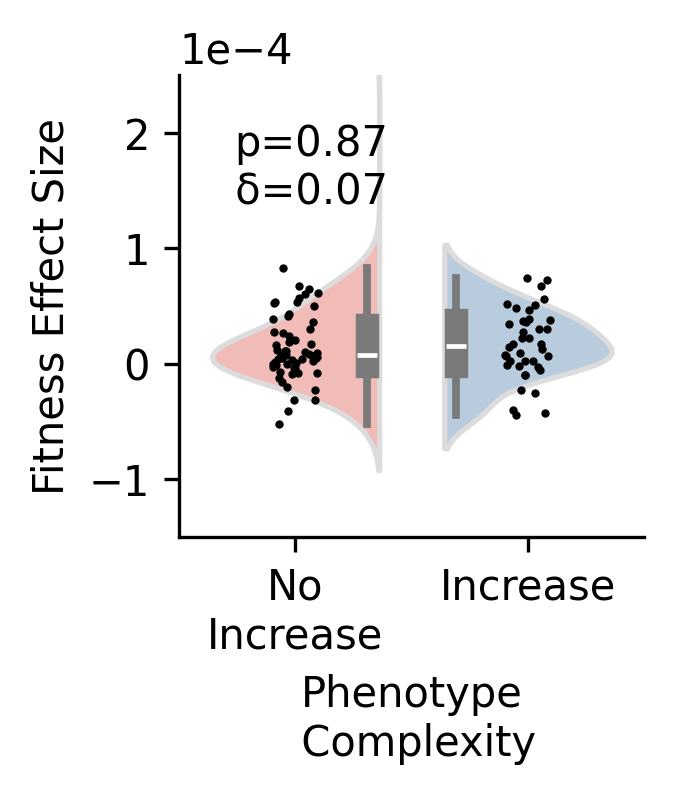 1e−4
Fitness Effect Size
2
1
0
−1
p=0.87
δ=0.07
No
Increase
Increase
Phenotype
Complexity